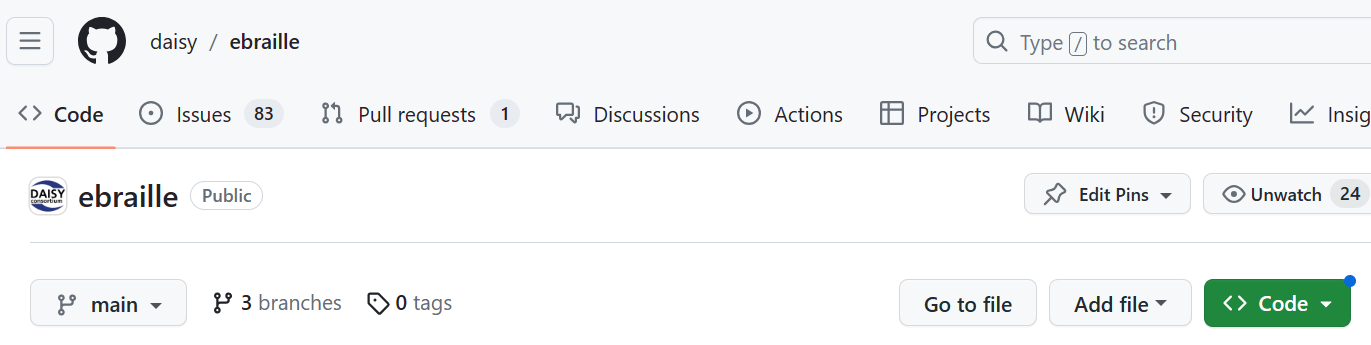 daisy / ebraille Type / to search
Code Issues 83 Pull requests 1 Discussions Actions Projects Wiki Security Insig
DAISY consortium ebraille Public Edit Pins Unwatch 24
main 3 branches 0 tags Go to file Add file Code